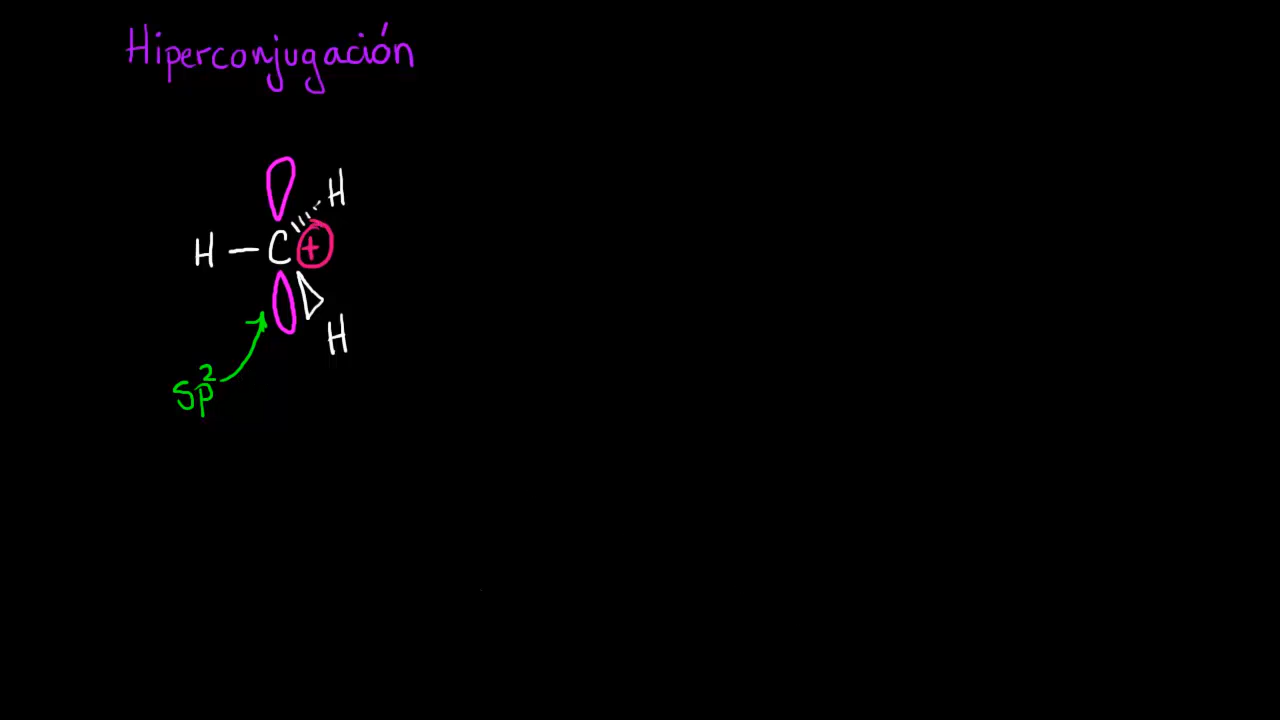 Hiperconjugación
H
H – C +
H
Sp²